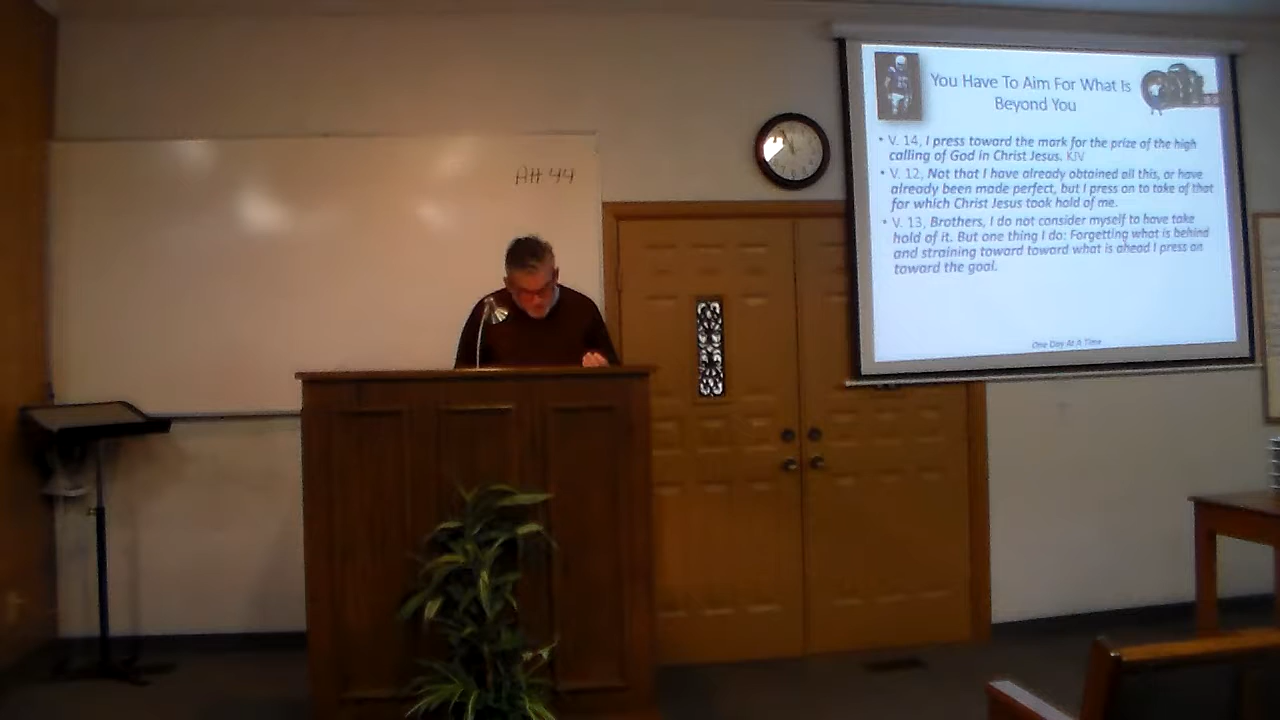 You Have To Aim For What Is
Beyond You
• V. 14, I press toward the mark for the prize of the high
calling of God in Christ Jesus. KJV
• V. 12, Not that I have already obtained all this, or have
already been made perfect, but I press on to take of that
for which Christ Jesus took hold of me.
• V. 13, Brothers, I do not consider myself to have take
hold of it. But one thing I do: Forgetting what is behind
and straining toward toward what is ahead I press on
toward the goal.
One Day At A Time
AH 44